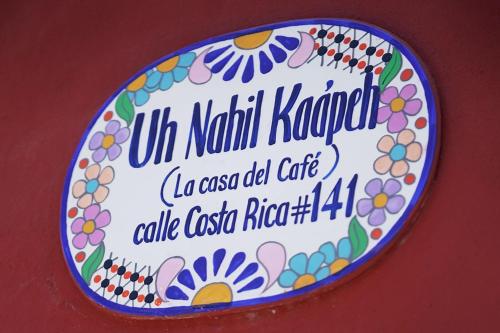 Uh Nahil Kaápeh
(La casa del Café)
calle Costa Rica #141